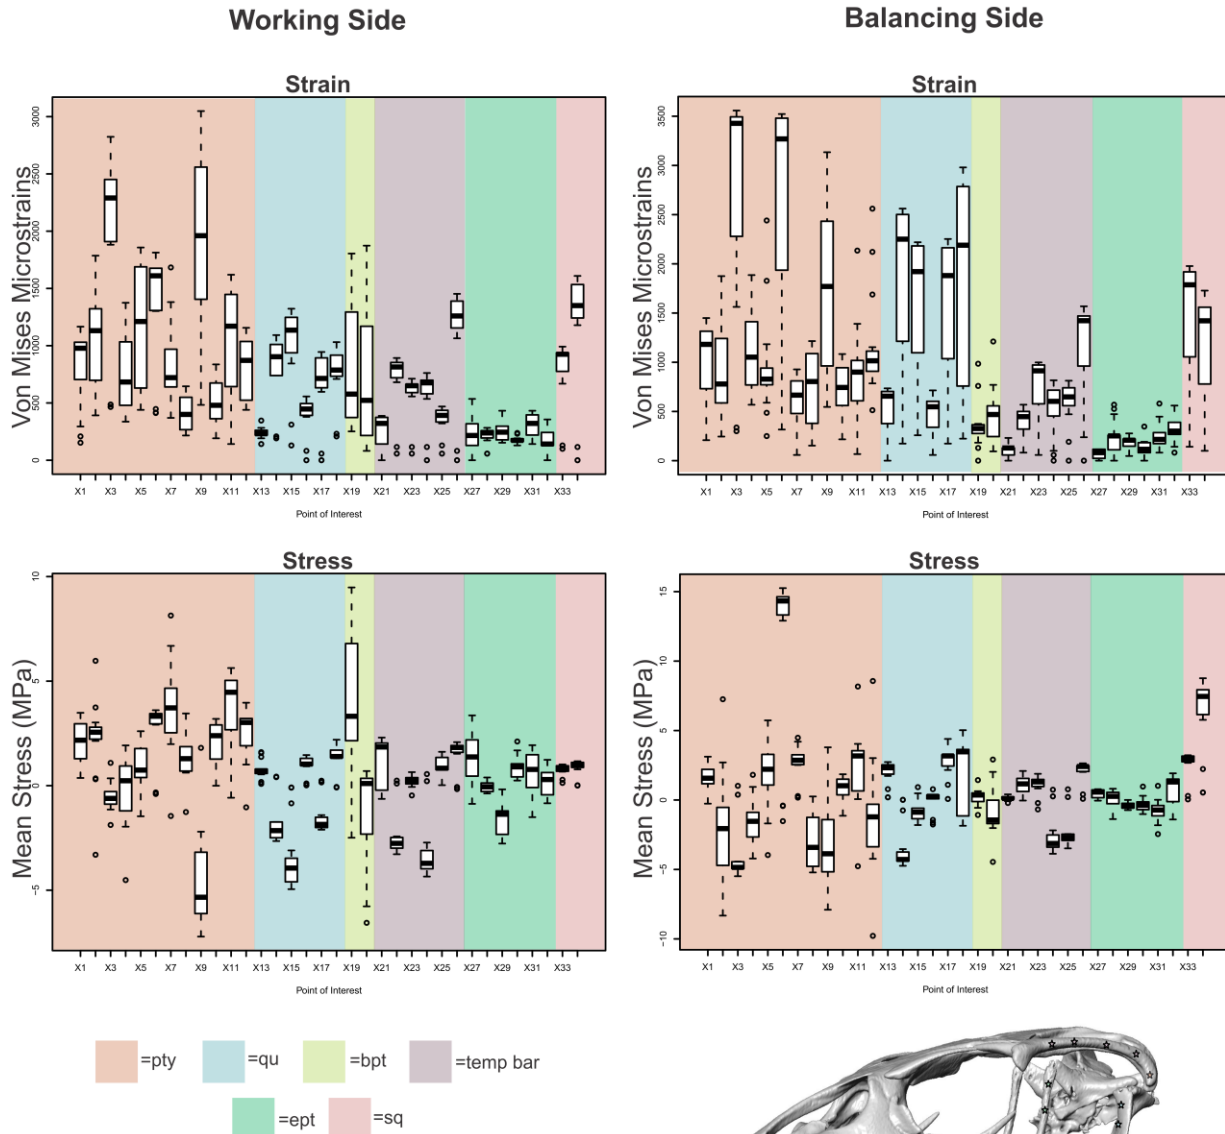 Working Side
Balancing Side
Strain
Strain
Von Mises Microstrains
0 500 1000 1500 2000 2500 3000
X1 X3 X5 X7 X9 X11 X13 X15 X17 X19 X21 X23 X25 X27 X29 X31 X33
Point of Interest
Von Mises Microstrains
0 500 1000 1500 2000 2500 3000 3500
X1 X3 X5 X7 X9 X11 X13 X15 X17 X19 X21 X23 X25 X27 X29 X31 X33
Point of Interest
Stress
Stress
Mean Stress (MPa)
−5 0 5 10
X1 X3 X5 X7 X9 X11 X13 X15 X17 X19 X21 X23 X25 X27 X29 X31 X33
Point of Interest
Mean Stress (MPa)
−10 −5 0 5 10 15
X1 X3 X5 X7 X9 X11 X13 X15 X17 X19 X21 X23 X25 X27 X29 X31 X33
Point of Interest
=pty =qu =bpt =temp bar
=ept =sq